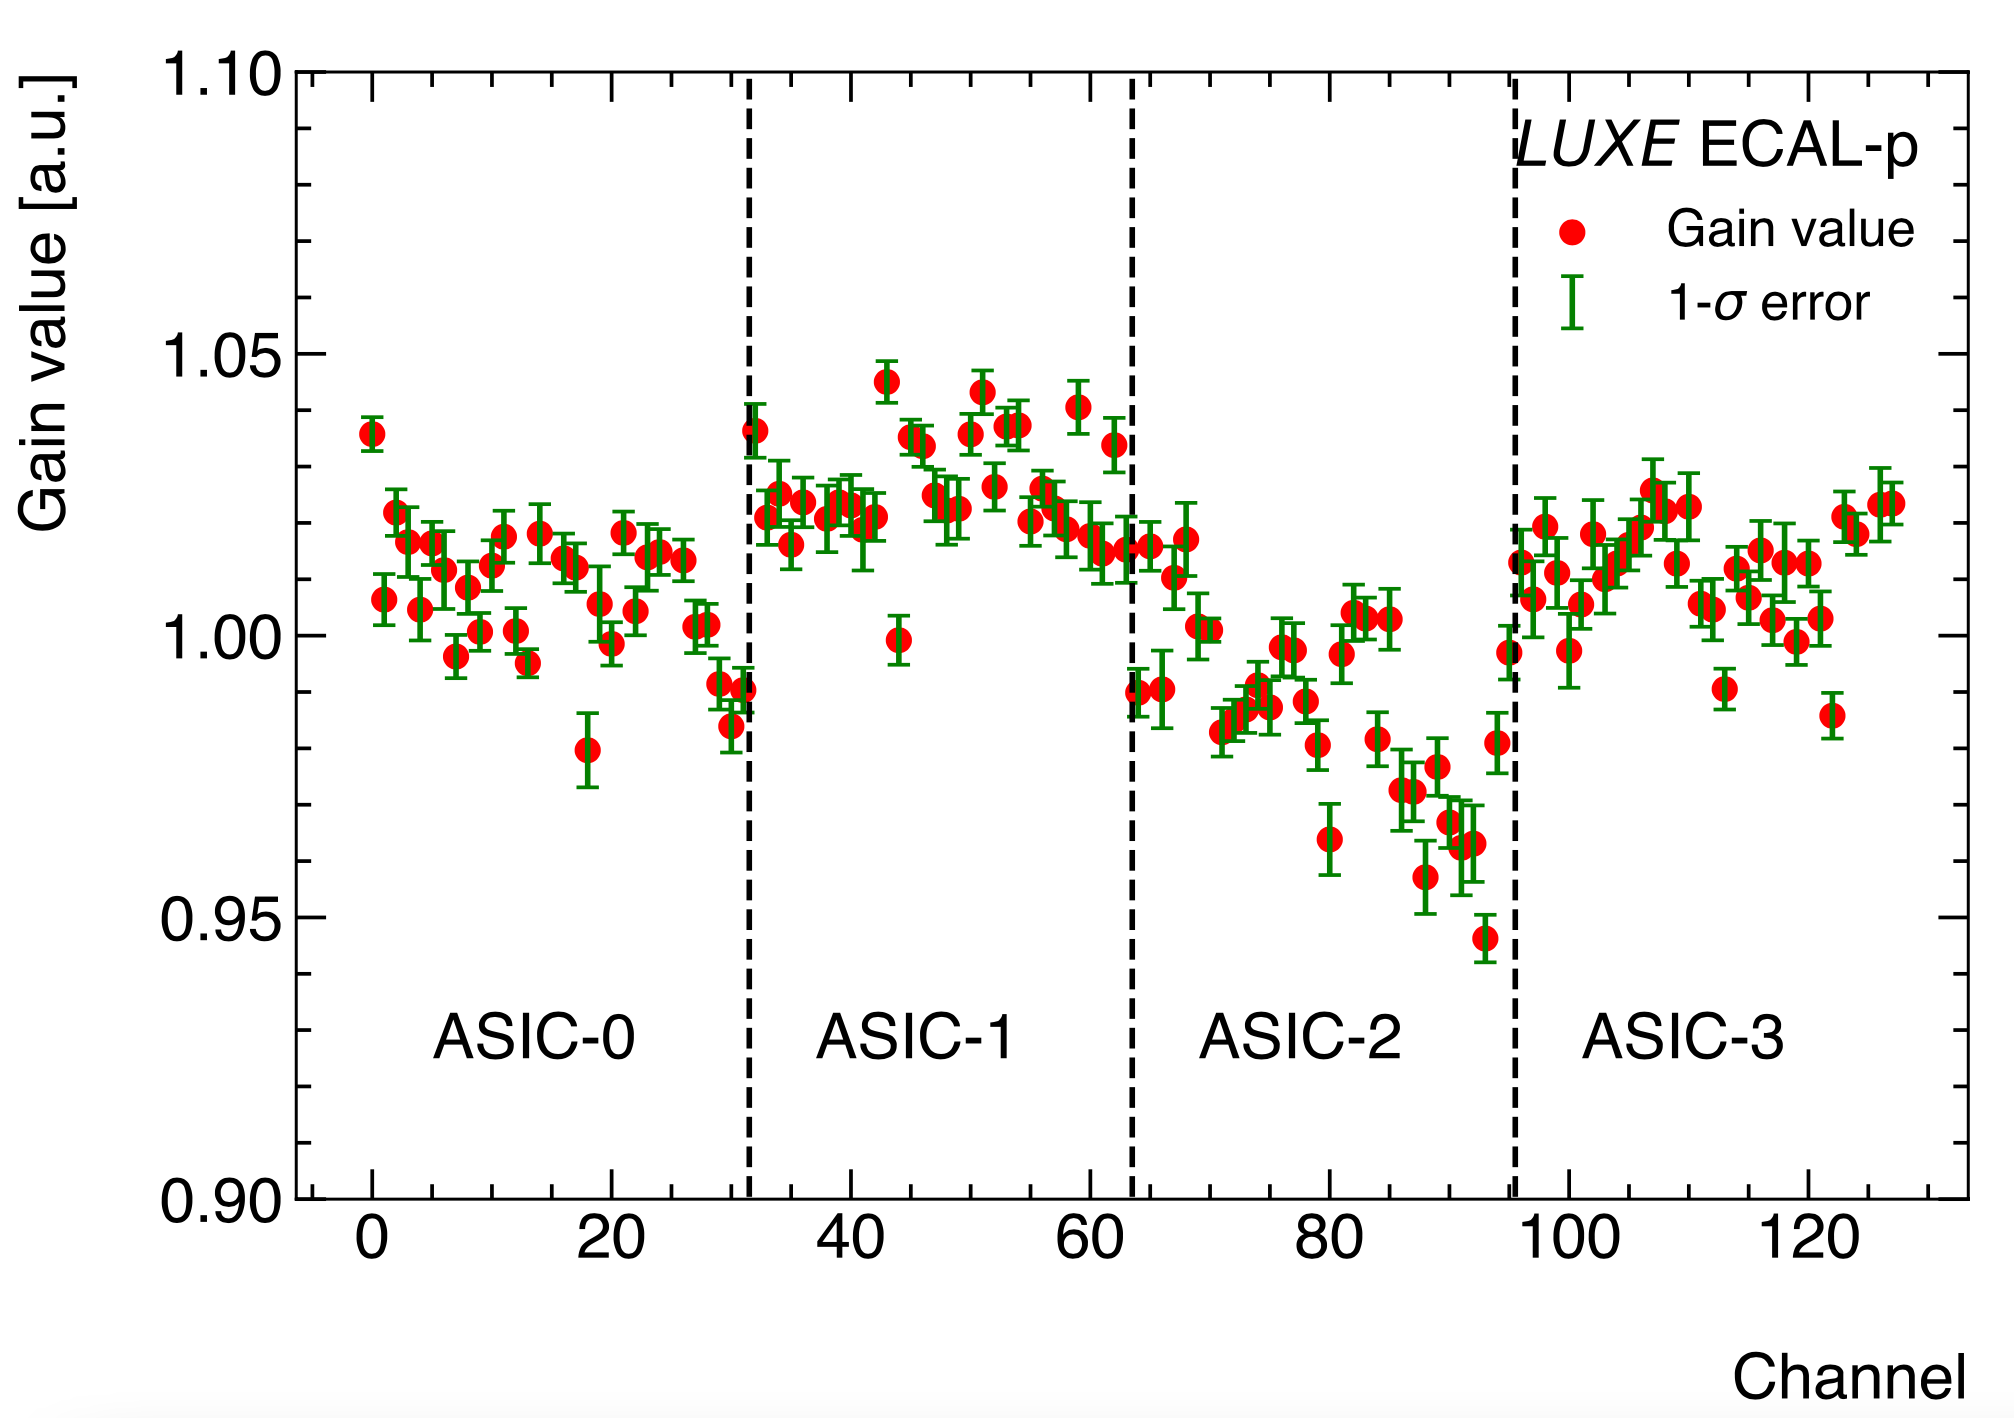 Gain value [a.u.]
1.10
1.05
1.00
0.95
0.90
LUXE ECAL-p
Gain value
1-σ error
ASIC-0
ASIC-1
ASIC-2
ASIC-3
0 20 40 60 80 100 120
Channel